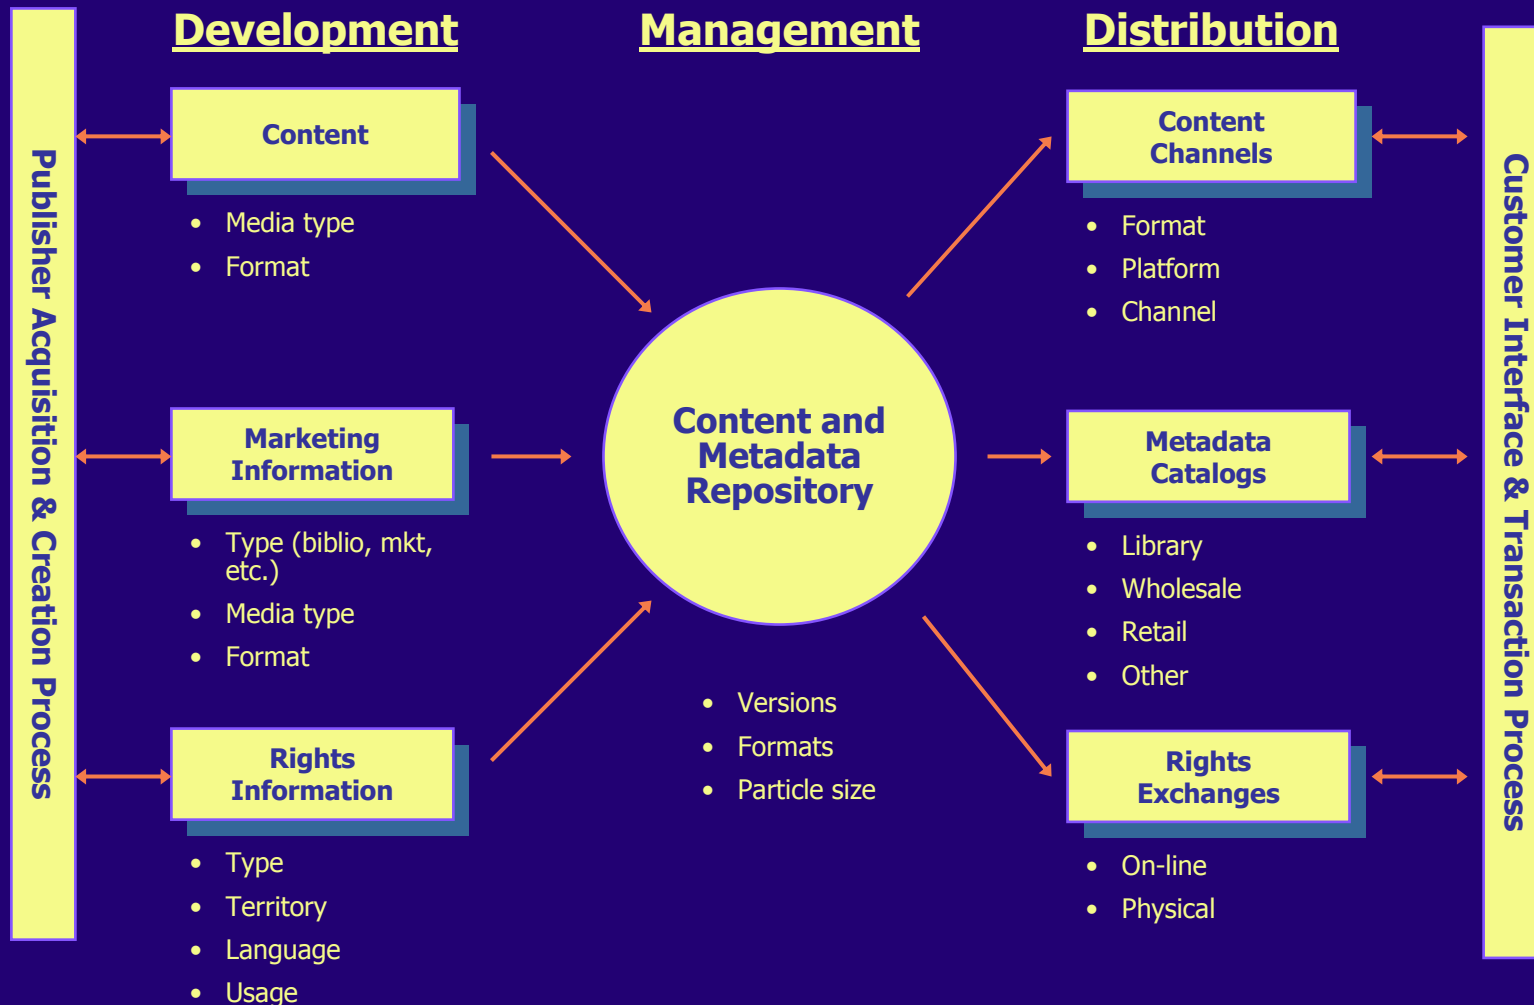 Development
Management
Distribution
Publisher Acquisition & Creation Process
Content
• Media type
• Format
Marketing
Information
• Type (biblio, mkt,
etc.)
• Media type
• Format
Rights
Information
• Type
• Territory
• Language
• Usage
Content and
Metadata
Repository
• Versions
• Formats
• Particle size
Content
Channels
• Format
• Platform
• Channel
Metadata
Catalogs
• Library
• Wholesale
• Retail
• Other
Rights
Exchanges
• On-line
• Physical
Customer Interface & Transaction Process